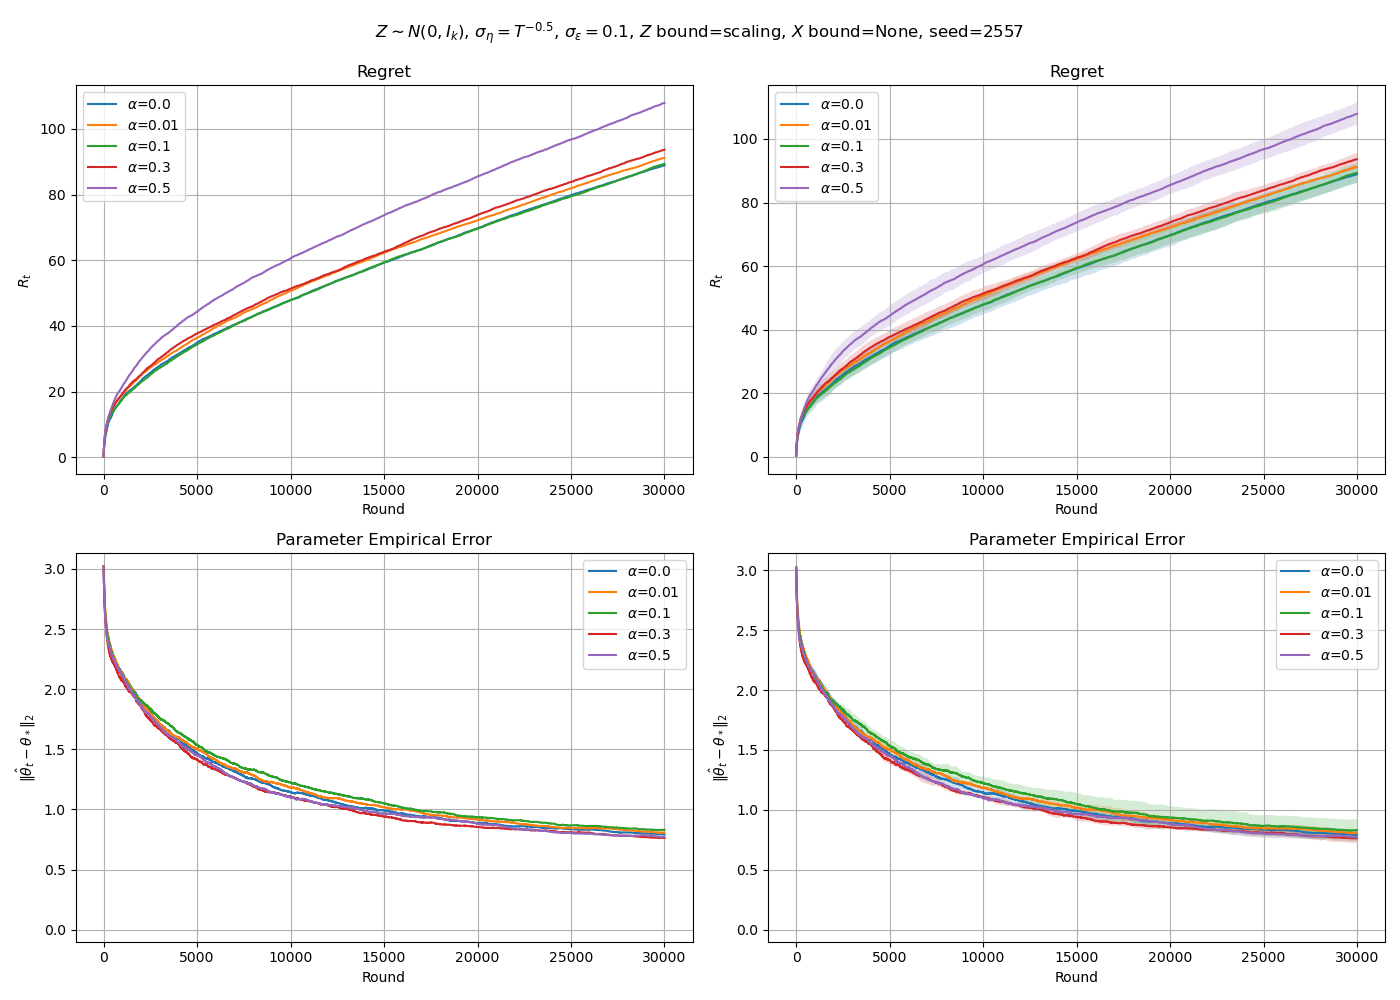 Z ∼ N(0, I_k), σ_η = T^{−0.5}, σ_ε = 0.1, Z bound=scaling, X bound=None, seed=2557
Regret
R_t
100
80
60
40
20
0
α=0.0
α=0.01
α=0.1
α=0.3
α=0.5
0 5000 10000 15000 20000 25000 30000
Round
Regret
R_t
100
80
60
40
20
0
α=0.0
α=0.01
α=0.1
α=0.3
α=0.5
0 5000 10000 15000 20000 25000 30000
Round
Parameter Empirical Error
‖θ̂_t − θ_*‖_2
3.0
2.5
2.0
1.5
1.0
0.5
0.0
α=0.0
α=0.01
α=0.1
α=0.3
α=0.5
0 5000 10000 15000 20000 25000 30000
Round
Parameter Empirical Error
‖θ̂_t − θ_*‖_2
3.0
2.5
2.0
1.5
1.0
0.5
0.0
α=0.0
α=0.01
α=0.1
α=0.3
α=0.5
0 5000 10000 15000 20000 25000 30000
Round